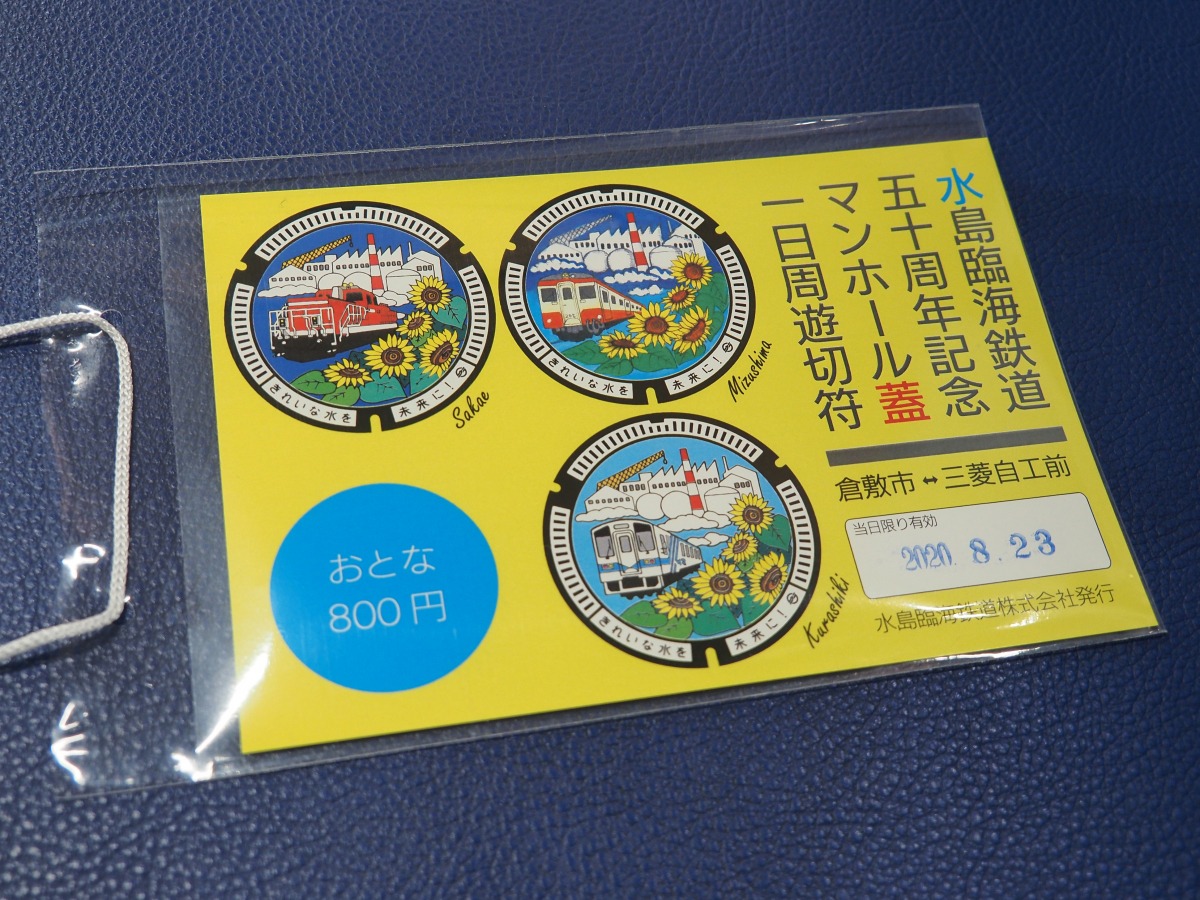 水島臨海鉄道
五十周年記念
マンホール蓋
一日周遊切符
倉敷市↔三菱自工前
当日限り有効
2020. 8. 23
水島臨海鉄道株式会社発行
きれいな水を 未来に!
Sakae
きれいな水を 未来に!
Mizushima
きれいな水を 未来に!
Kurashiki
おとな
800円